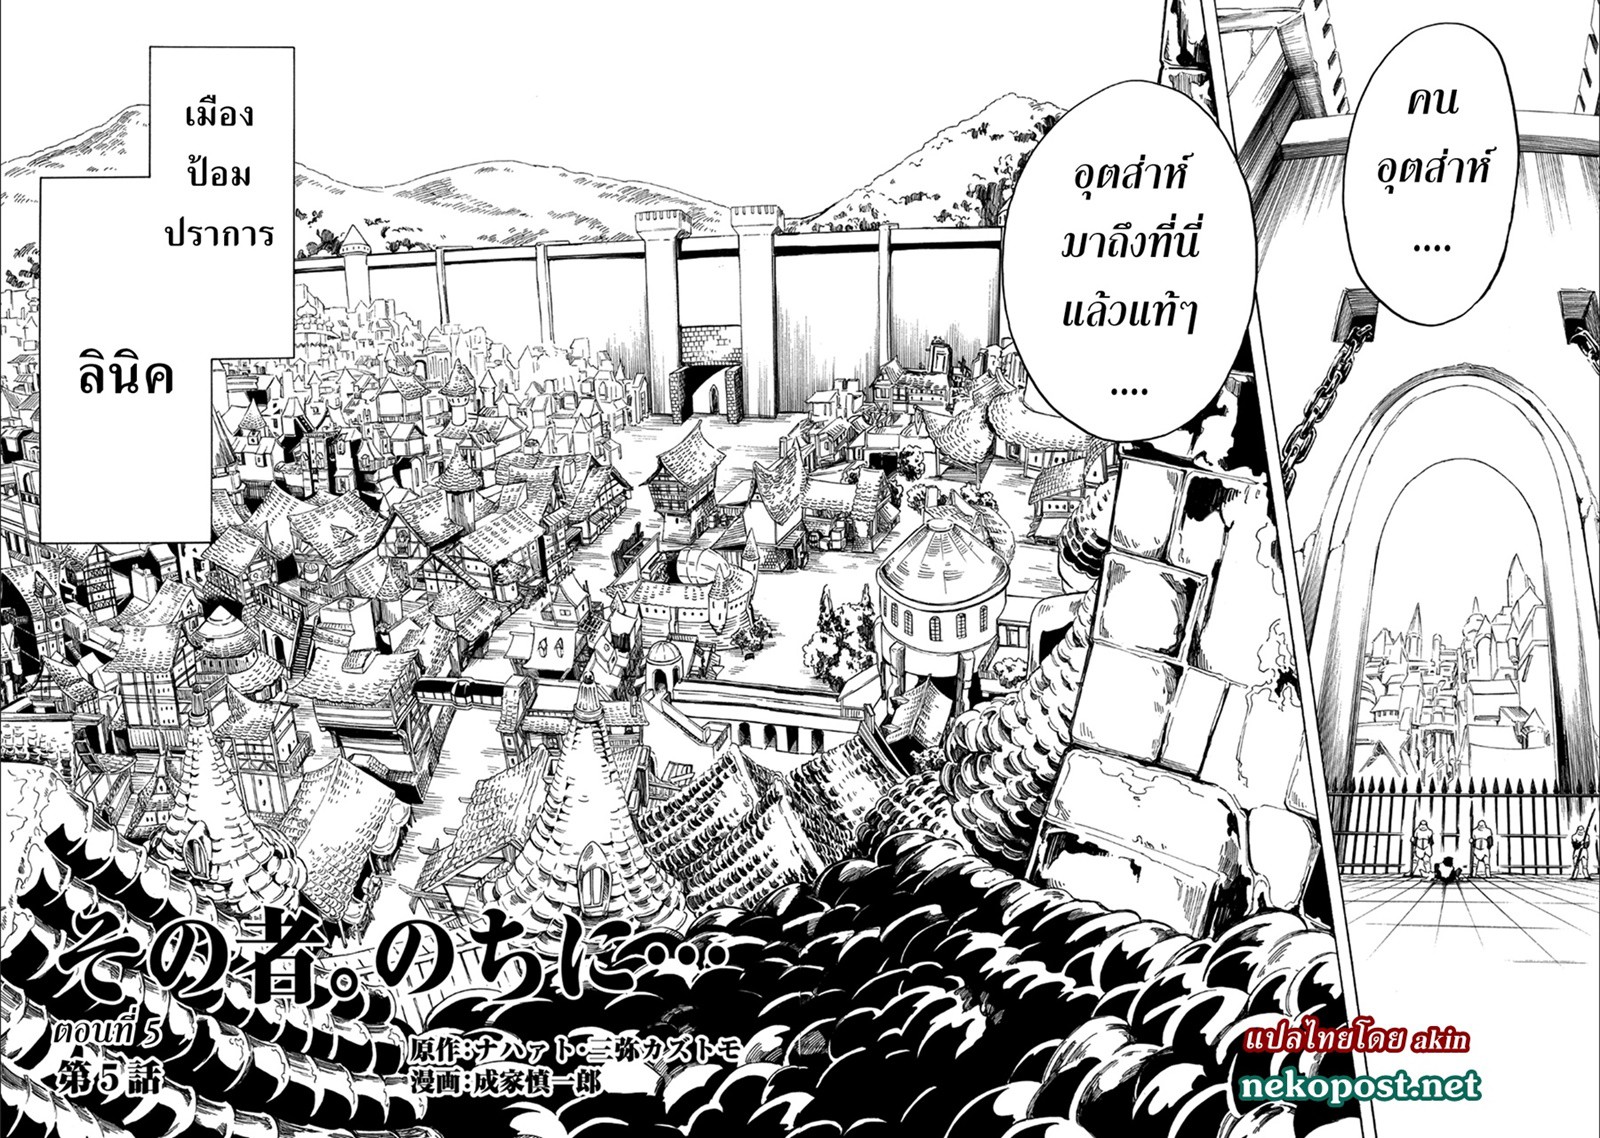 คน
อุตส่าห์
....
อุตส่าห์
มาถึงที่นี่
แล้วแท้ๆ
....
เมือง
ป้อม
ปราการ
ลินิค
その者。のちに…
ตอนที่ 5
第5話
原作:ナハァト・三弥カズトモ
漫画:成家慎一郎
แปลไทยโดย akin
nekopost.net